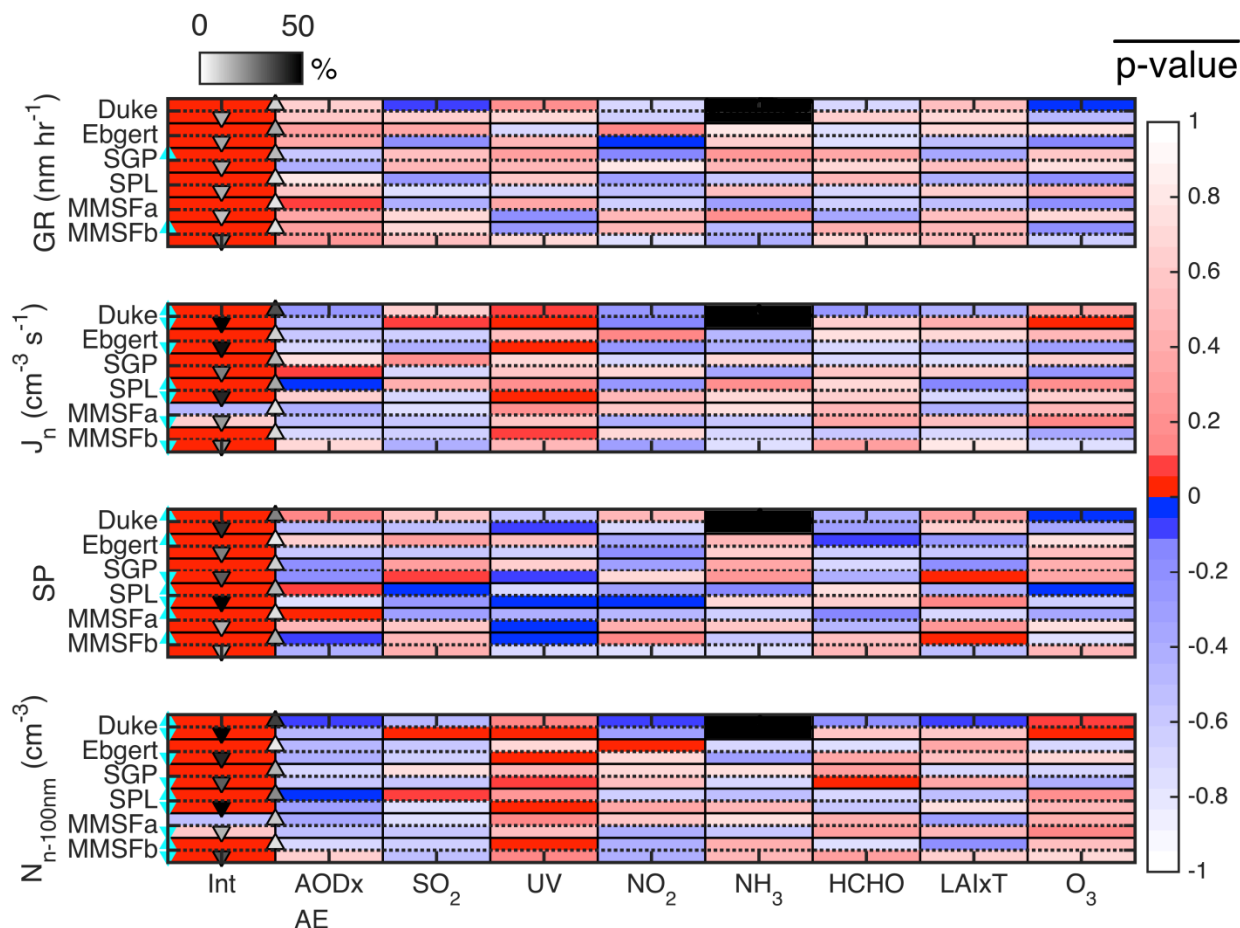 0 50
%
p-value
GR (nm hr⁻¹)
Duke
Ebgert
SGP
SPL
MMSFa
MMSFb
Jₙ (cm⁻³ s⁻¹)
Duke
Ebgert
SGP
SPL
MMSFa
MMSFb
SP
Duke
Ebgert
SGP
SPL
MMSFa
MMSFb
Nₙ₋₁₀₀ₙₘ (cm⁻³)
Duke
Ebgert
SGP
SPL
MMSFa
MMSFb
Int AODx SO₂ UV NO₂ NH₃ HCHO LAIxT O₃
AE
1
0.8
0.6
0.4
0.2
0
-0.2
-0.4
-0.6
-0.8
-1